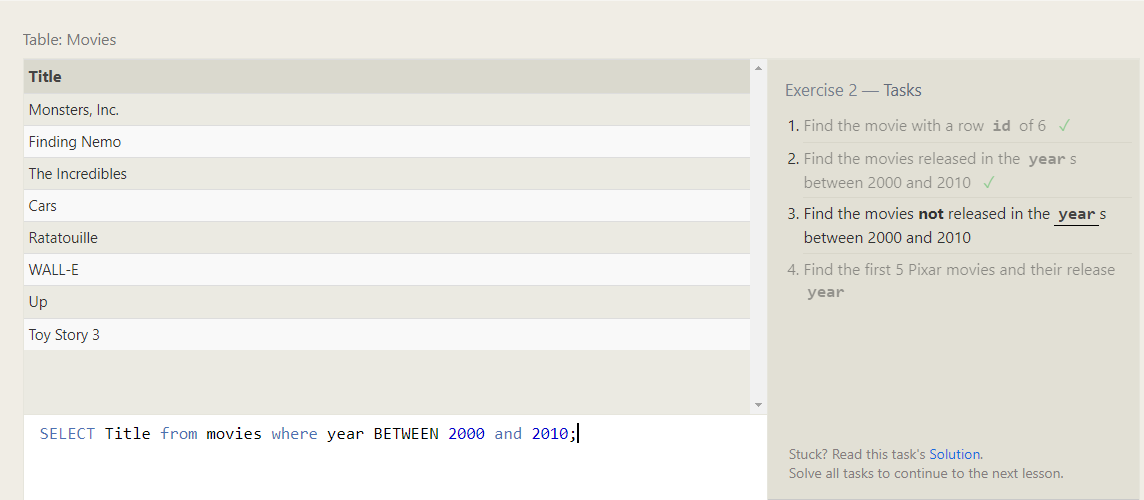 Table: Movies
Title
Monsters, Inc.
Finding Nemo
The Incredibles
Cars
Ratatouille
WALL-E
Up
Toy Story 3
SELECT Title from movies where year BETWEEN 2000 and 2010;
Exercise 2 — Tasks
1. Find the movie with a row id of 6 ✓
2. Find the movies released in the year s
between 2000 and 2010 ✓
3. Find the movies not released in the year s
between 2000 and 2010
4. Find the first 5 Pixar movies and their release
year
Stuck? Read this task's Solution.
Solve all tasks to continue to the next lesson.